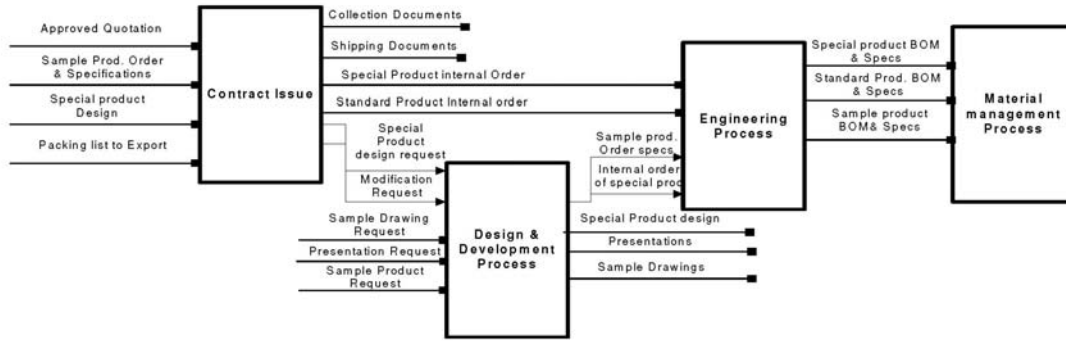 Approved Quotation
Sample Prod. Order
& Specifications
Special product
Design
Packing list to Export
Contract Issue
Collection Documents
Shipping Documents
Special Product internal Order
Standard Product Internal order
Special
Product
design request
Modification
Request
Sample Drawing
Request
Presentation Request
Sample Product
Request
Design &
Development
Process
Sample prod.
Order specs
Internal order
of special prod
Special Product design
Presentations
Sample Drawings
Engineering
Process
Special product BOM
& Specs
Standard Prod. BOM
& Specs
Sample product
BOM& Specs
Material
management
Process